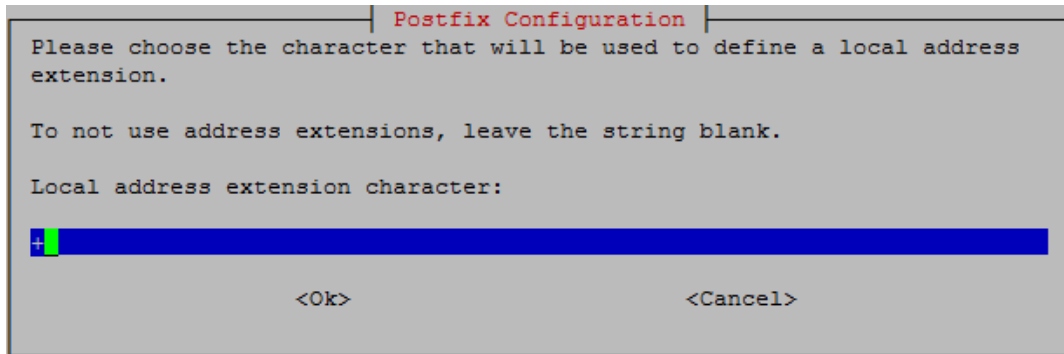 Postfix Configuration
Please choose the character that will be used to define a local address
extension.
To not use address extensions, leave the string blank.
Local address extension character:
+
<Ok> <Cancel>